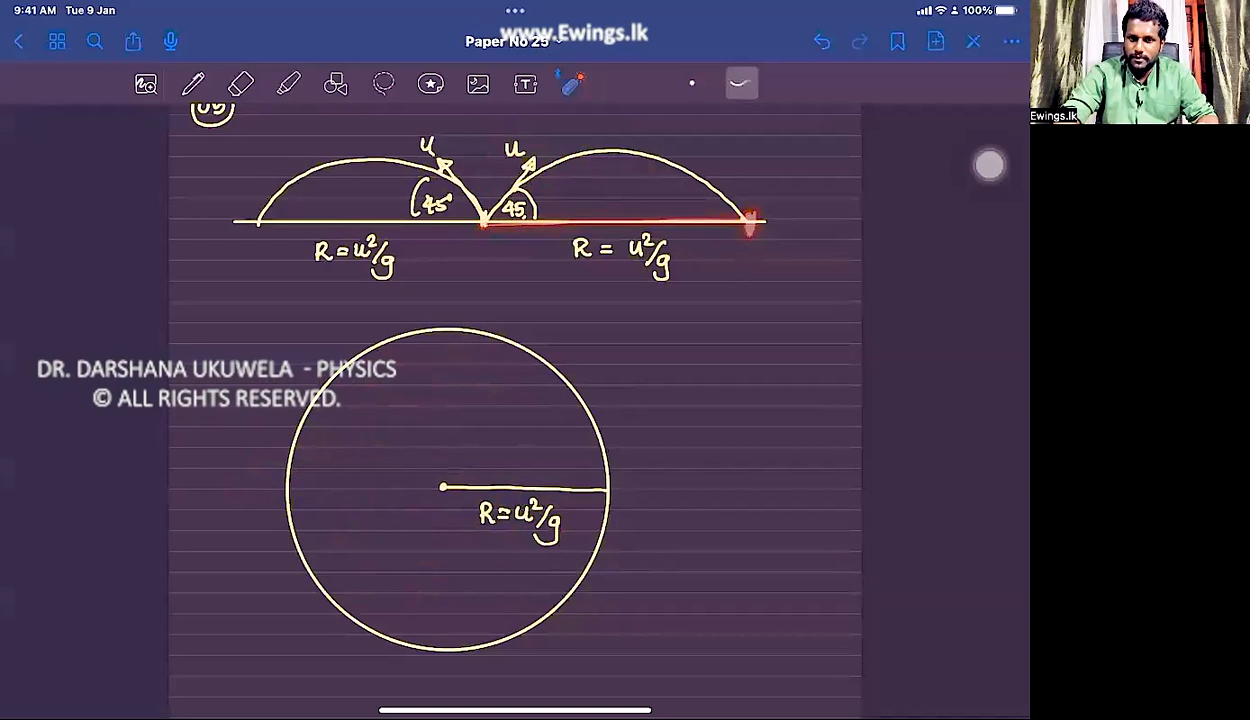 9:41 AM Tue 9 Jan
100%
Paper No 25
www.Ewings.lk
T
Ewings.lk
u u
45° 45°
R = u²/g R = u²/g
DR. DARSHANA UKUWELA - PHYSICS
© ALL RIGHTS RESERVED.
R = u²/g